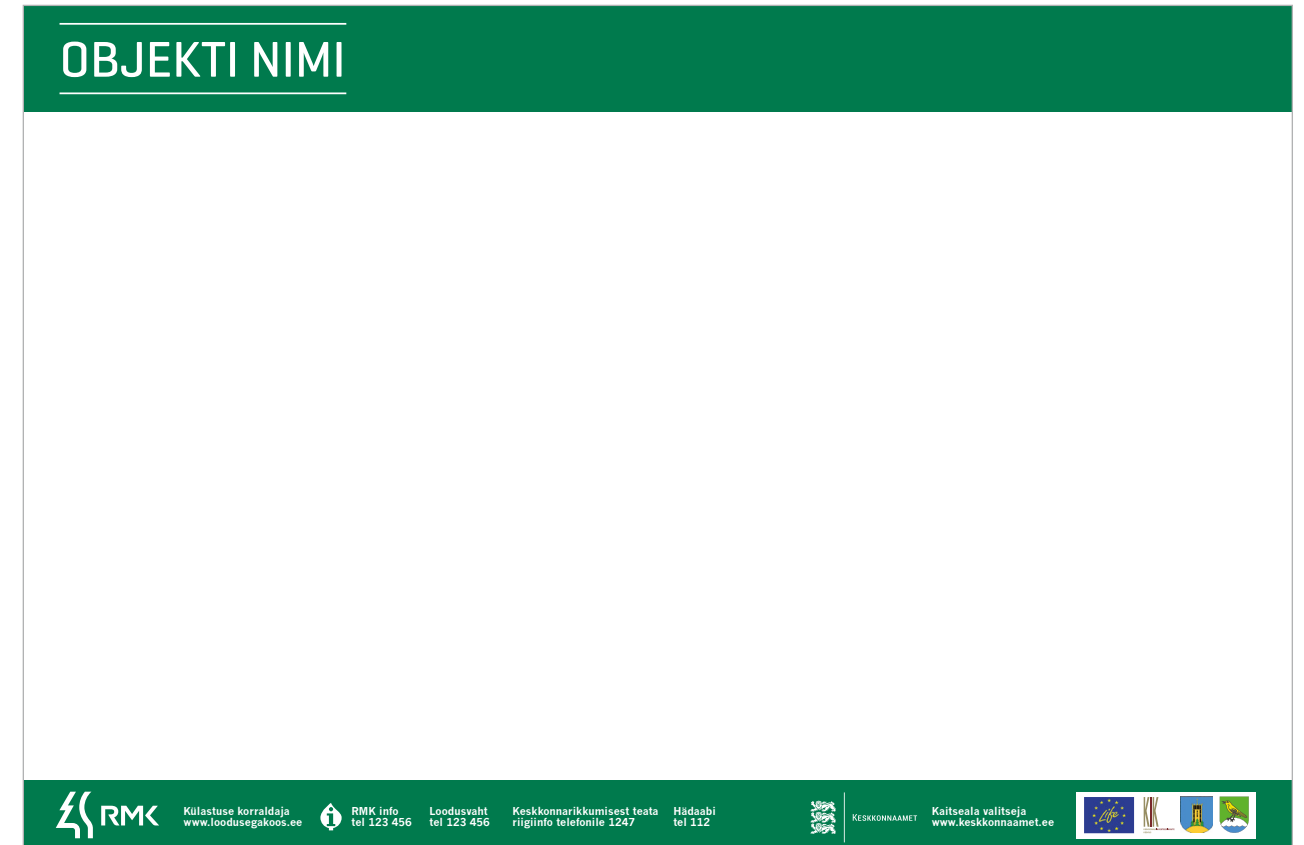 OBJEKTI NIMI
RMK
Külastuse korraldaja
www.loodusegakoos.ee
RMK info
tel 123 456
Loodusvaht
tel 123 456
Keskkonnarikkumisest teata
riigiinfo telefonile 1247
Hädaabi
tel 112
KESKKONNAAMET
Kaitseala valitseja
www.keskkonnaamet.ee
Life
KIK